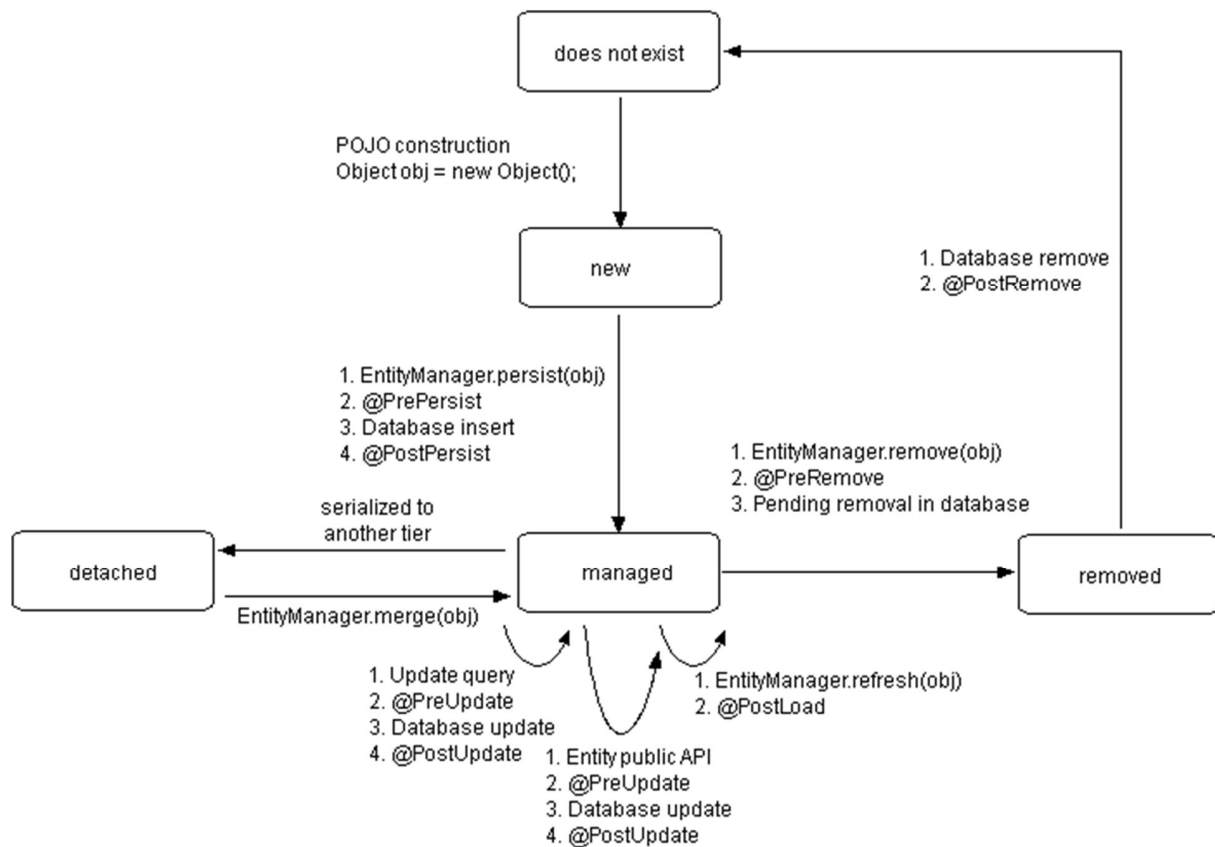 does not exist
POJO construction
Object obj = new Object();
new
1. Database remove
2. @PostRemove
1. EntityManager.persist(obj)
2. @PrePersist
3. Database insert
4. @PostPersist
1. EntityManager.remove(obj)
2. @PreRemove
3. Pending removal in database
serialized to
another tier
detached
managed
removed
EntityManager.merge(obj)
1. Update query
2. @PreUpdate
3. Database update
4. @PostUpdate
1. EntityManager.refresh(obj)
2. @PostLoad
1. Entity public API
2. @PreUpdate
3. Database update
4. @PostUpdate